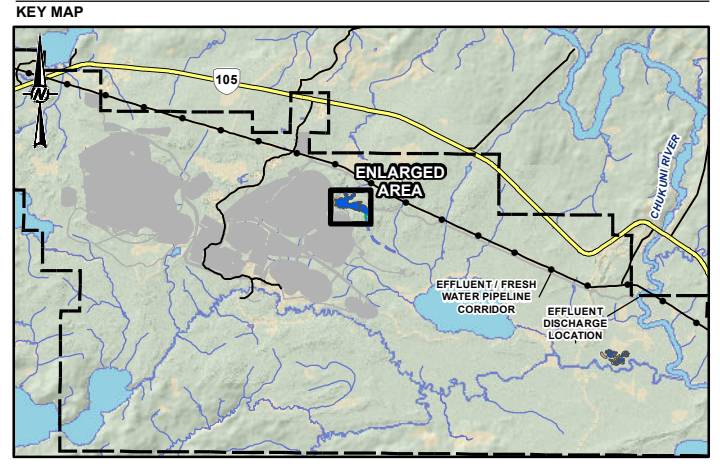 KEY MAP
N
105
ENLARGED
AREA
CHUKUNI RIVER
EFFLUENT / FRESH
WATER PIPELINE
CORRIDOR
EFFLUENT
DISCHARGE
LOCATION